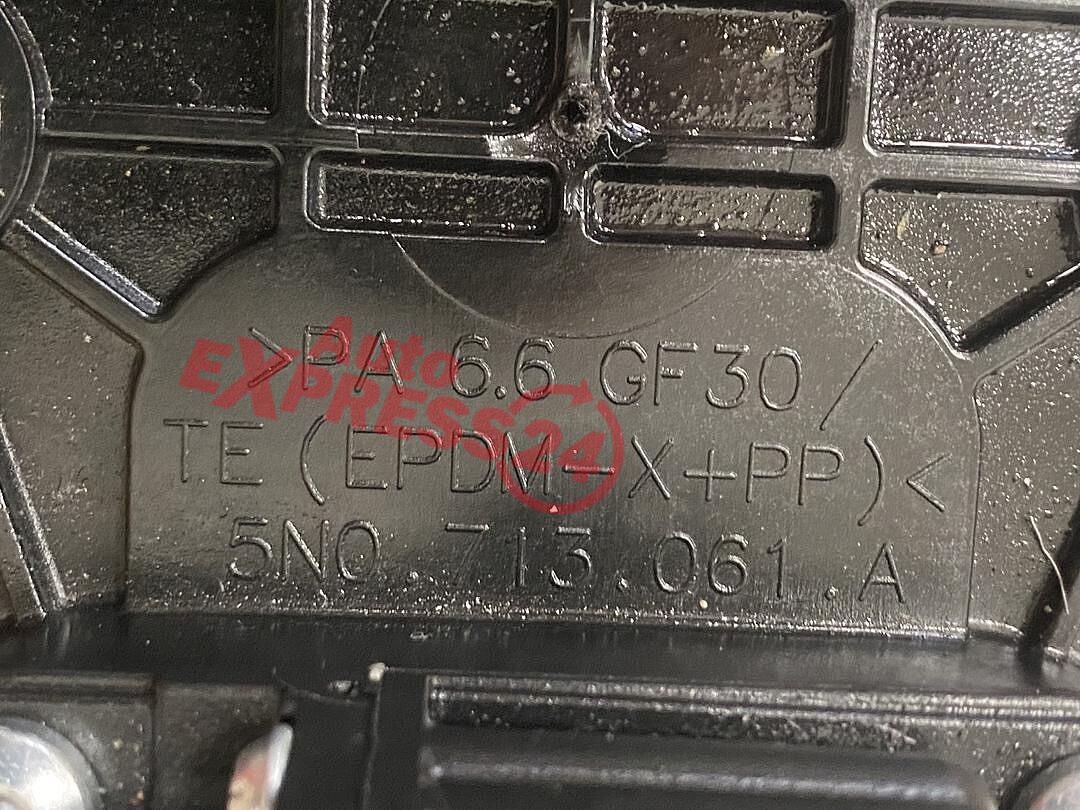 >PA 6.6 GF30/
TE(EPDM-X+PP)<
5N0.713.061.A
Auto
EXPRESS24